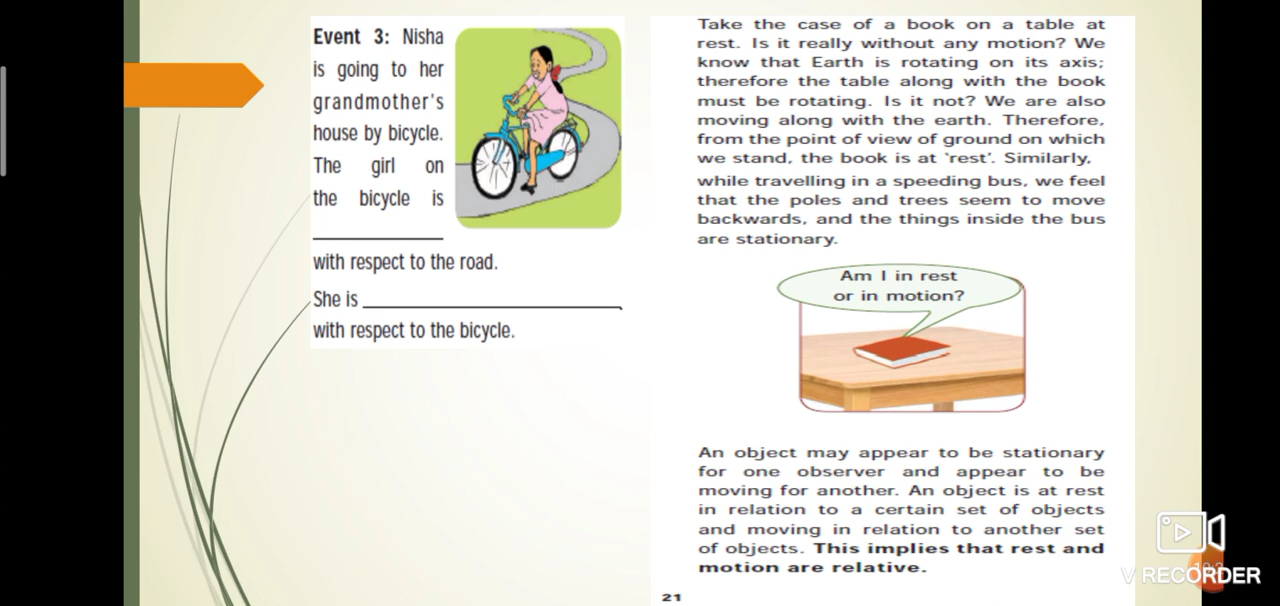 Event 3: Nisha
is going to her
grandmother's
house by bicycle.
The girl on
the bicycle is
with respect to the road.
She is
with respect to the bicycle.
Take the case of a book on a table at
rest. Is it really without any motion? We
know that Earth is rotating on its axis;
therefore the table along with the book
must be rotating. Is it not? We are also
moving along with the earth. Therefore,
from the point of view of ground on which
we stand, the book is at 'rest'. Similarly,
while travelling in a speeding bus, we feel
that the poles and trees seem to move
backwards, and the things inside the bus
are stationary.
Am I in rest
or in motion?
An object may appear to be stationary
for one observer and appear to be
moving for another. An object is at rest
in relation to a certain set of objects
and moving in relation to another set
of objects. This implies that rest and
motion are relative.
21
V RECORDER